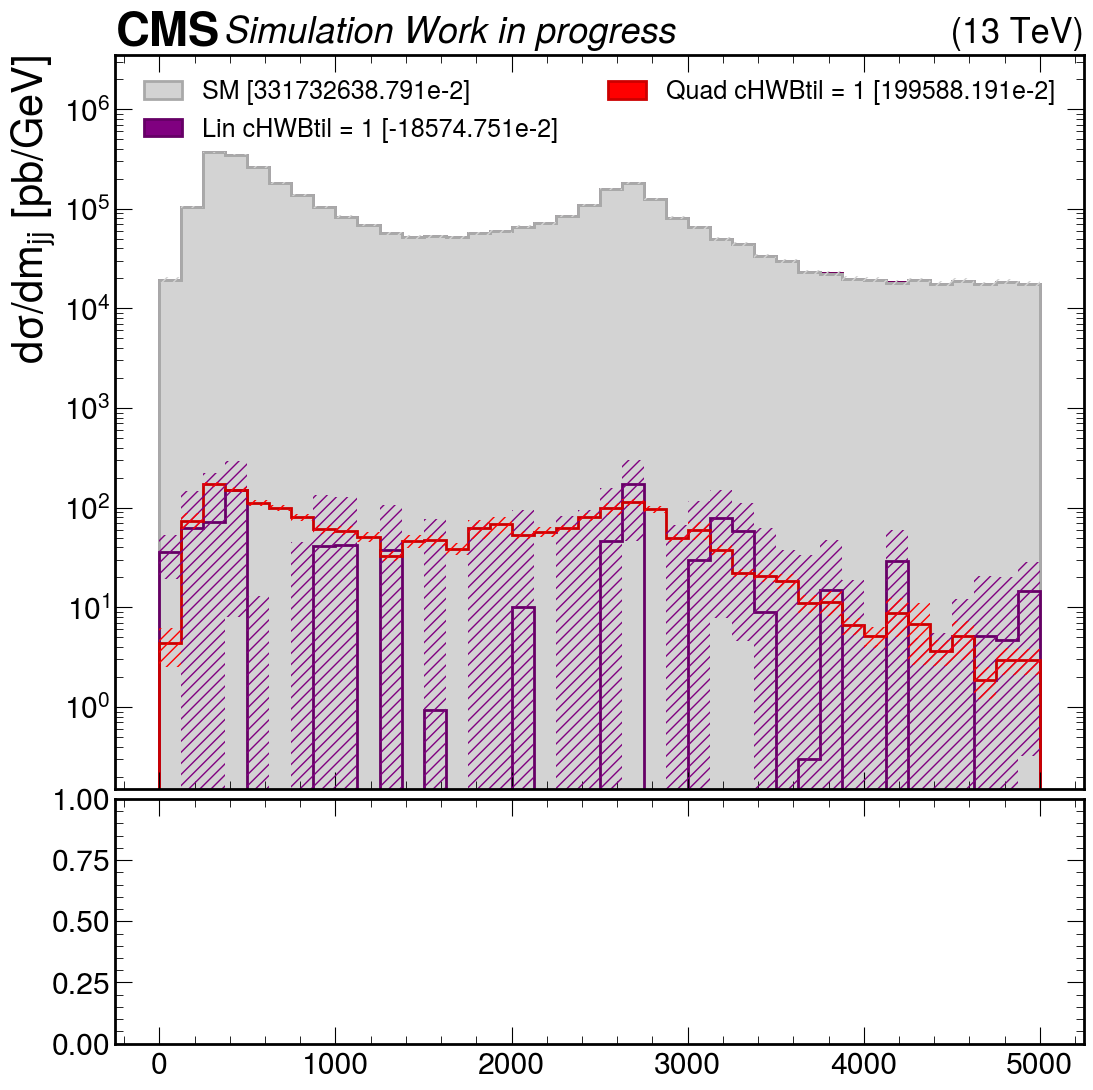 CMS Simulation Work in progress (13 TeV)
dσ/dm_jj [pb/GeV]
SM [331732638.791e-2]
Lin cHWBtil = 1 [-18574.751e-2]
Quad cHWBtil = 1 [199588.191e-2]
10^6
10^5
10^4
10^3
10^2
10^1
10^0
1.00
0.75
0.50
0.25
0.00
0 1000 2000 3000 4000 5000